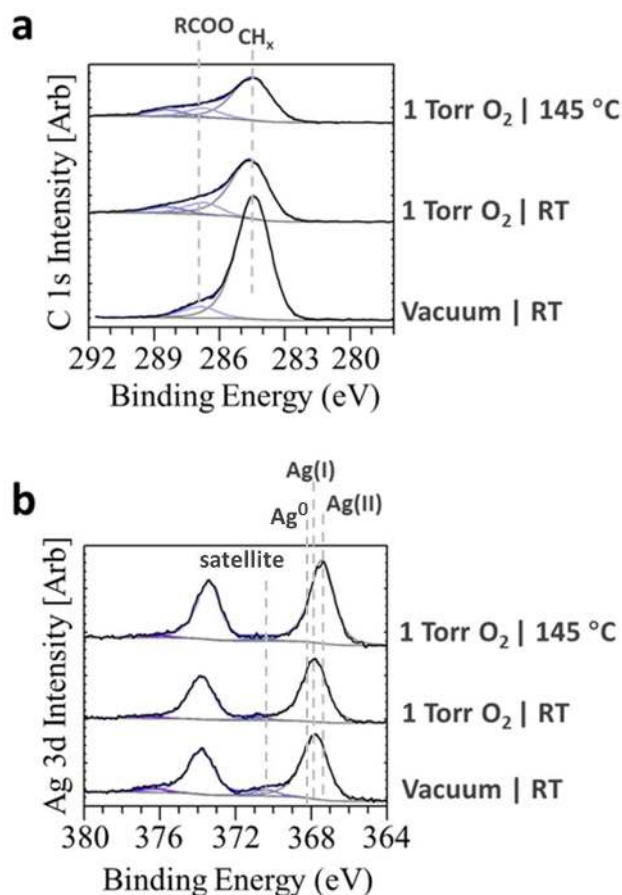 a
RCOO
CHₓ
C 1s Intensity [Arb]
1 Torr O₂ | 145 °C
1 Torr O₂ | RT
Vacuum | RT
292 289 286 283 280
Binding Energy (eV)
b
Ag(I)
Ag⁰
Ag(II)
satellite
Ag 3d Intensity [Arb]
1 Torr O₂ | 145 °C
1 Torr O₂ | RT
Vacuum | RT
380 376 372 368 364
Binding Energy (eV)